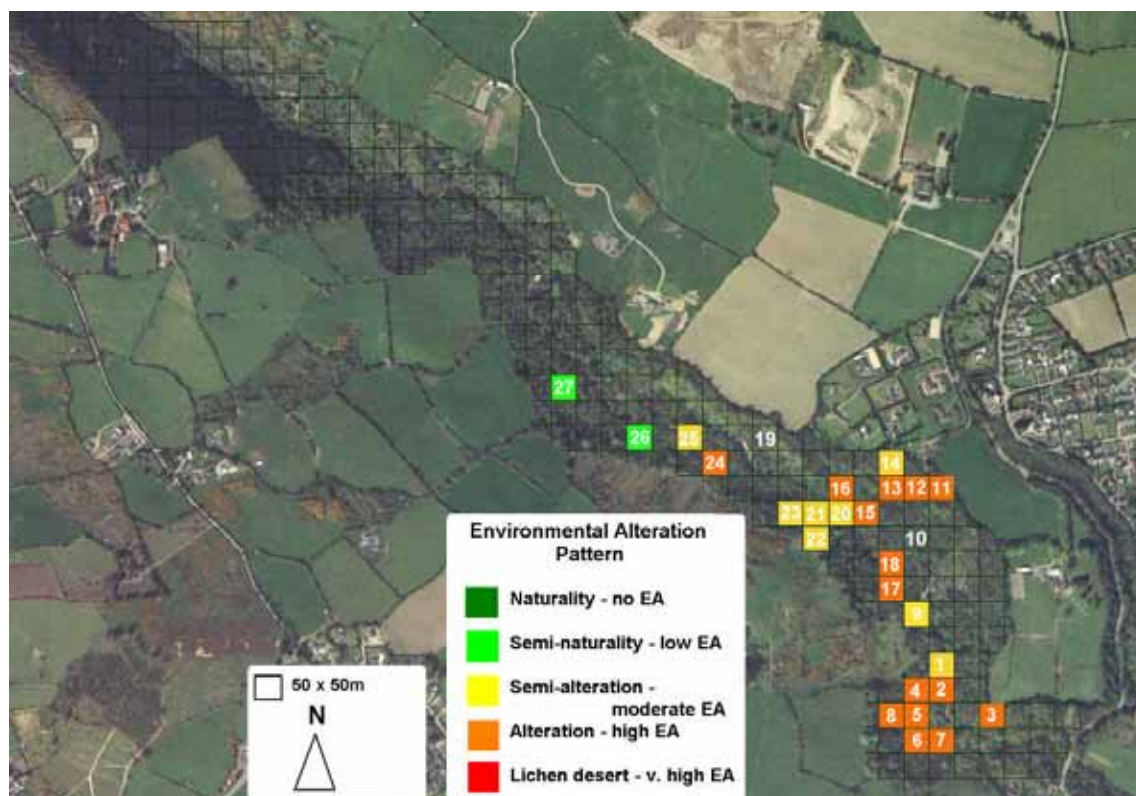 27
26 25 19
24 14
16 13 12 11
23 21 20 15
22 10
18
17
9
1
4 2
8 5 3
6 7
Environmental Alteration
Pattern
Naturality - no EA
Semi-naturality - low EA
Semi-alteration -
moderate EA
Alteration - high EA
Lichen desert - v. high EA
50 x 50m
N